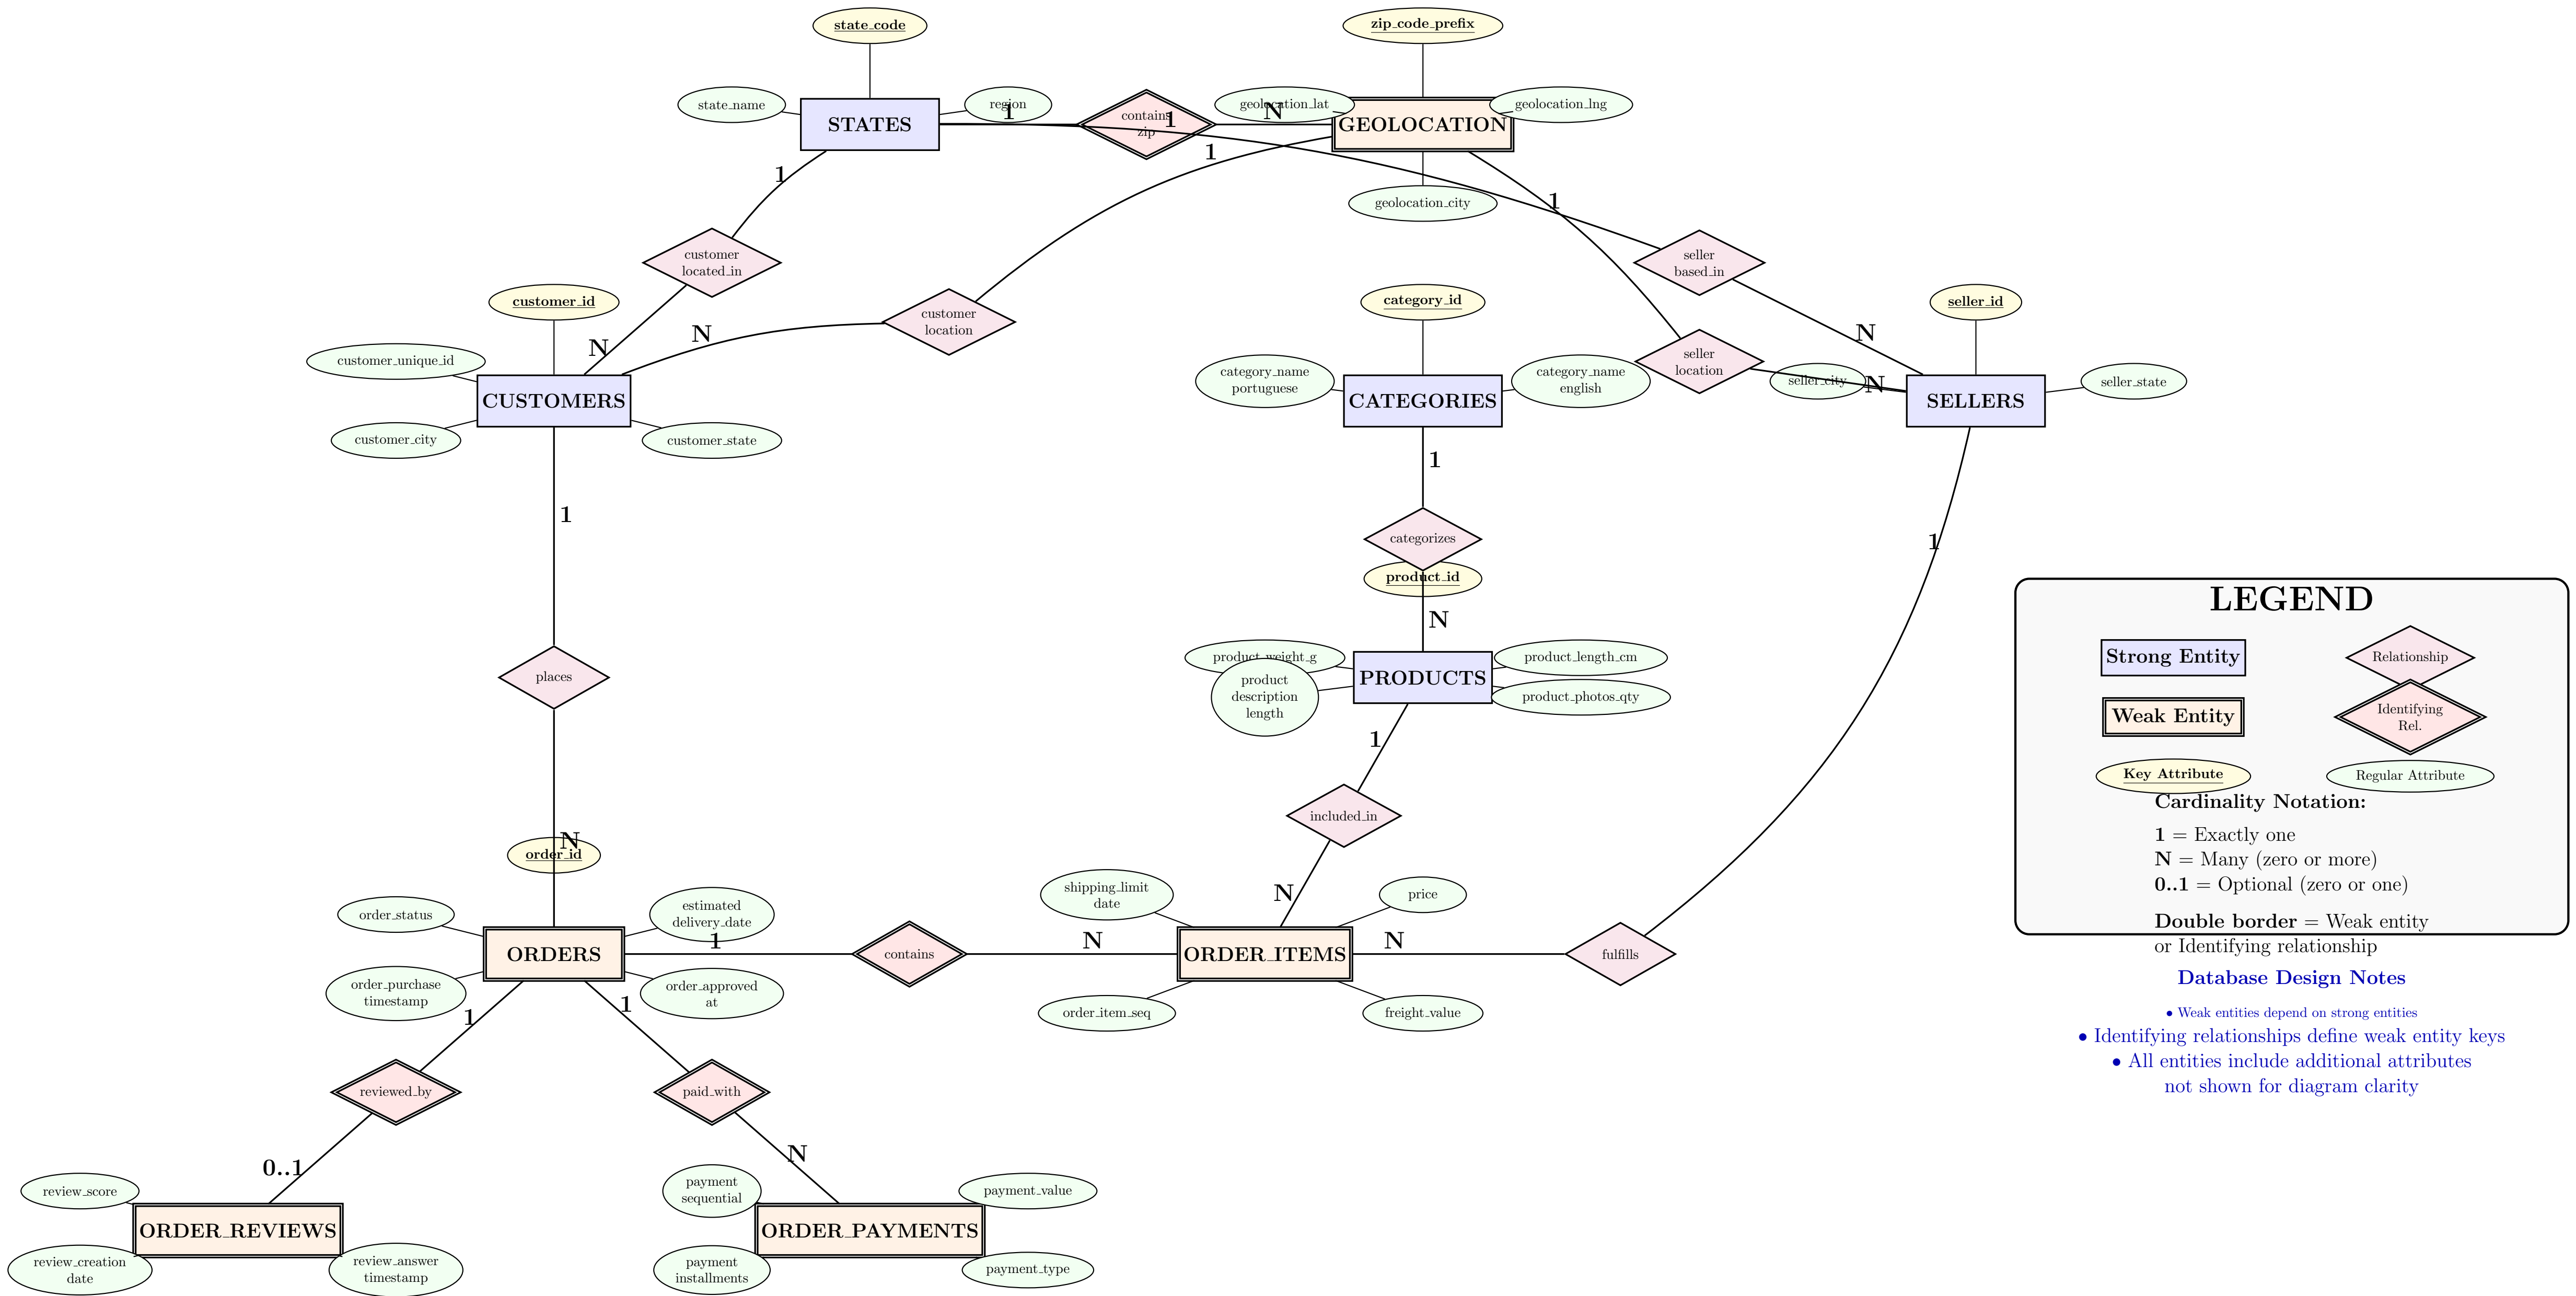 state_code
zip_code_prefix
state_name
region
geolocation_lat
geolocation_lng
STATES
1
contains
zip
1
N
GEOLOCATION
1
1
geolocation_city
1
customer
located_in
seller
based_in
customer_id
category_id
seller_id
customer
location
N
N
N
customer_unique_id
category_name
portuguese
category_name
english
seller
location
seller_city
N
seller_state
CUSTOMERS
CATEGORIES
SELLERS
customer_city
customer_state
1
1
categorizes
1
product_id
N
places
product_weight_g
product_length_cm
product
description
length
PRODUCTS
product_photos_qty
1
included_in
N
order_id
order_status
estimated
delivery_date
shipping_limit
date
N
price
ORDERS
1
contains
N
ORDER_ITEMS
N
fulfills
order_purchase
timestamp
order_approved
at
order_item_seq
freight_value
1
1
reviewed_by
paid_with
0..1
N
review_score
payment
sequential
payment_value
ORDER_REVIEWS
ORDER_PAYMENTS
review_creation
date
review_answer
timestamp
payment
installments
payment_type
LEGEND
Strong Entity
Relationship
Weak Entity
Identifying
Rel.
Key Attribute
Regular Attribute
Cardinality Notation:
1 = Exactly one
N = Many (zero or more)
0..1 = Optional (zero or one)
Double border = Weak entity
or Identifying relationship
Database Design Notes
• Weak entities depend on strong entities
• Identifying relationships define weak entity keys
• All entities include additional attributes
not shown for diagram clarity